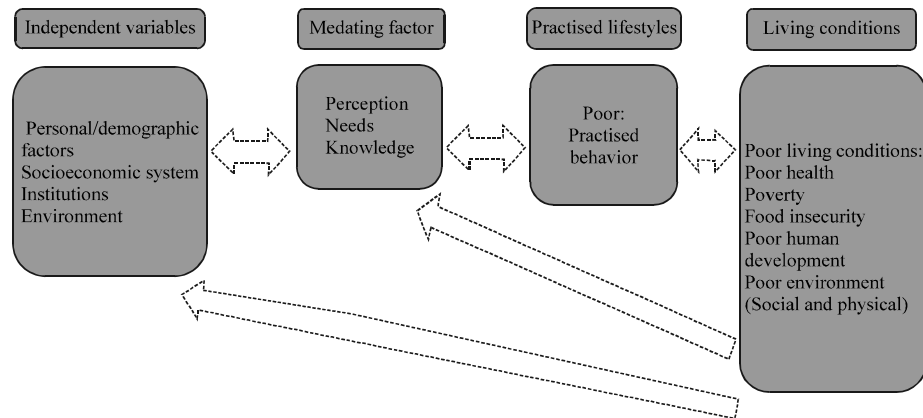 Independent variables
Medating factor
Practised lifestyles
Living conditions
Personal/demographic
factors
Socioeconomic system
Institutions
Environment
Perception
Needs
Knowledge
Poor:
Practised
behavior
Poor living conditions:
Poor health
Poverty
Food insecurity
Poor human
development
Poor environment
(Social and physical)